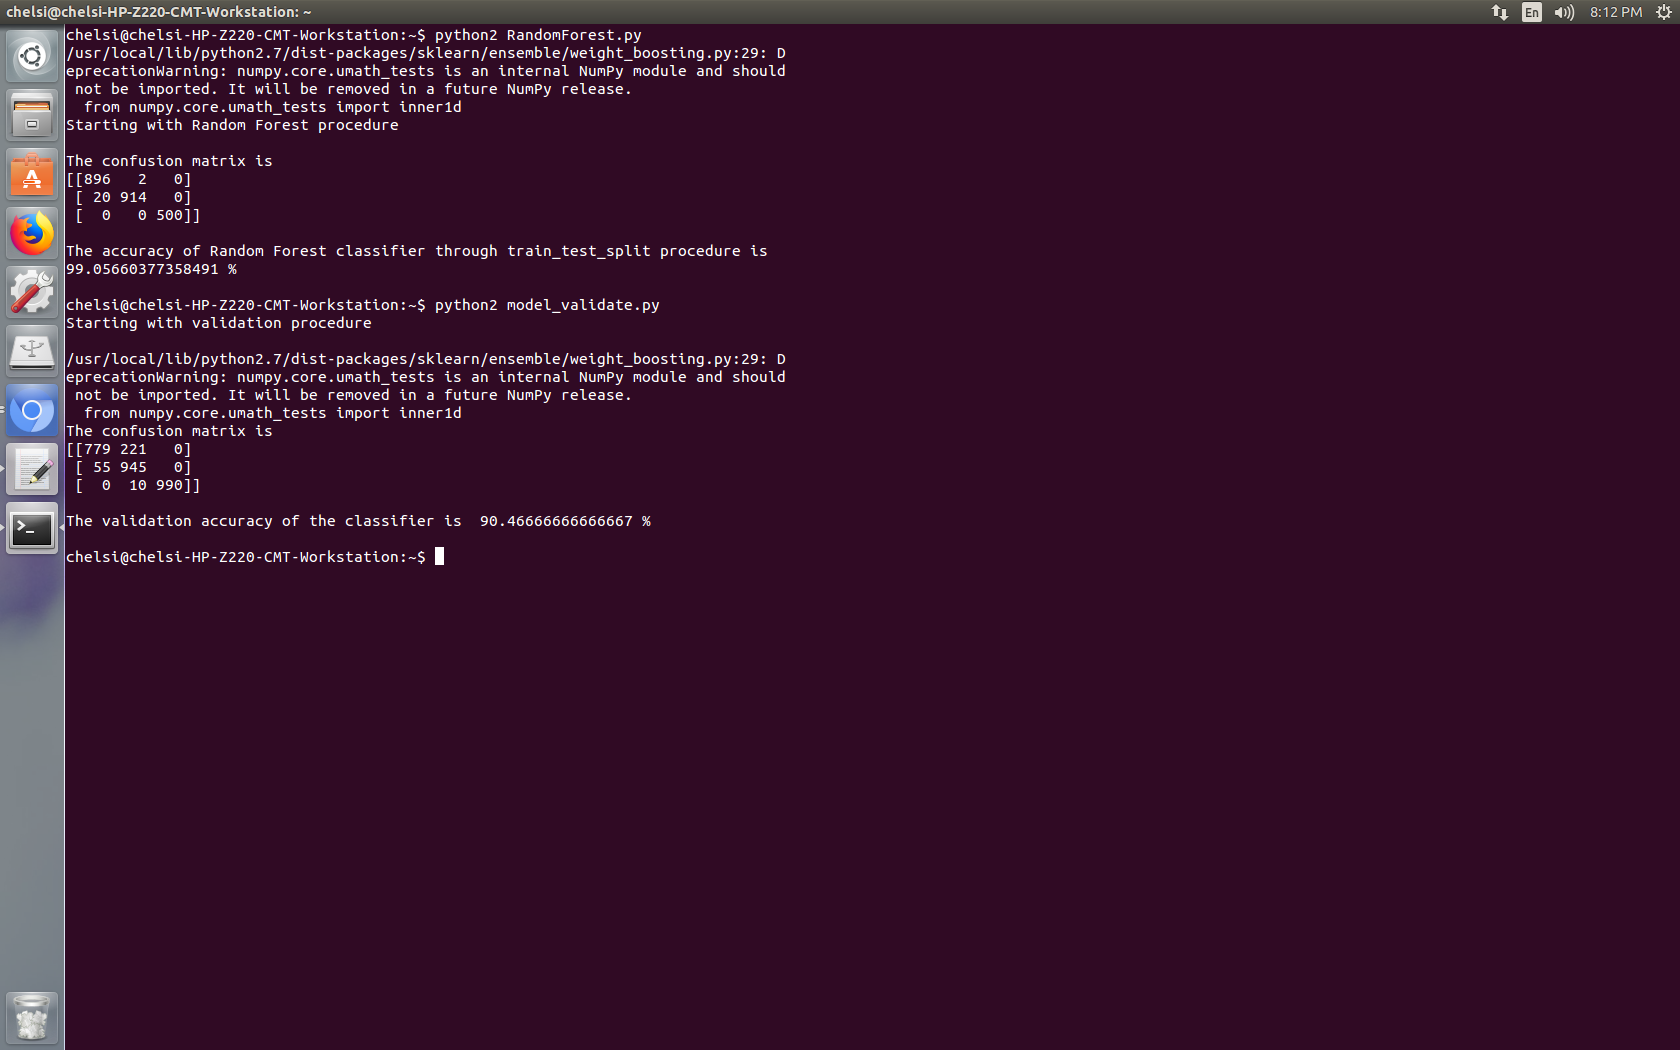 chelsi@chelsi-HP-Z220-CMT-Workstation: ~
En
8:12 PM
chelsi@chelsi-HP-Z220-CMT-Workstation:~$ python2 RandomForest.py
/usr/local/lib/python2.7/dist-packages/sklearn/ensemble/weight_boosting.py:29: D
eprecationWarning: numpy.core.umath_tests is an internal NumPy module and should
 not be imported. It will be removed in a future NumPy release.
  from numpy.core.umath_tests import inner1d
Starting with Random Forest procedure
The confusion matrix is
[[896   2   0]
 [ 20 914   0]
 [  0   0 500]]
The accuracy of Random Forest classifier through train_test_split procedure is
99.05660377358491 %
chelsi@chelsi-HP-Z220-CMT-Workstation:~$ python2 model_validate.py
Starting with validation procedure
/usr/local/lib/python2.7/dist-packages/sklearn/ensemble/weight_boosting.py:29: D
eprecationWarning: numpy.core.umath_tests is an internal NumPy module and should
 not be imported. It will be removed in a future NumPy release.
  from numpy.core.umath_tests import inner1d
The confusion matrix is
[[779 221   0]
 [ 55 945   0]
 [  0  10 990]]
The validation accuracy of the classifier is  90.46666666666667 %
chelsi@chelsi-HP-Z220-CMT-Workstation:~$